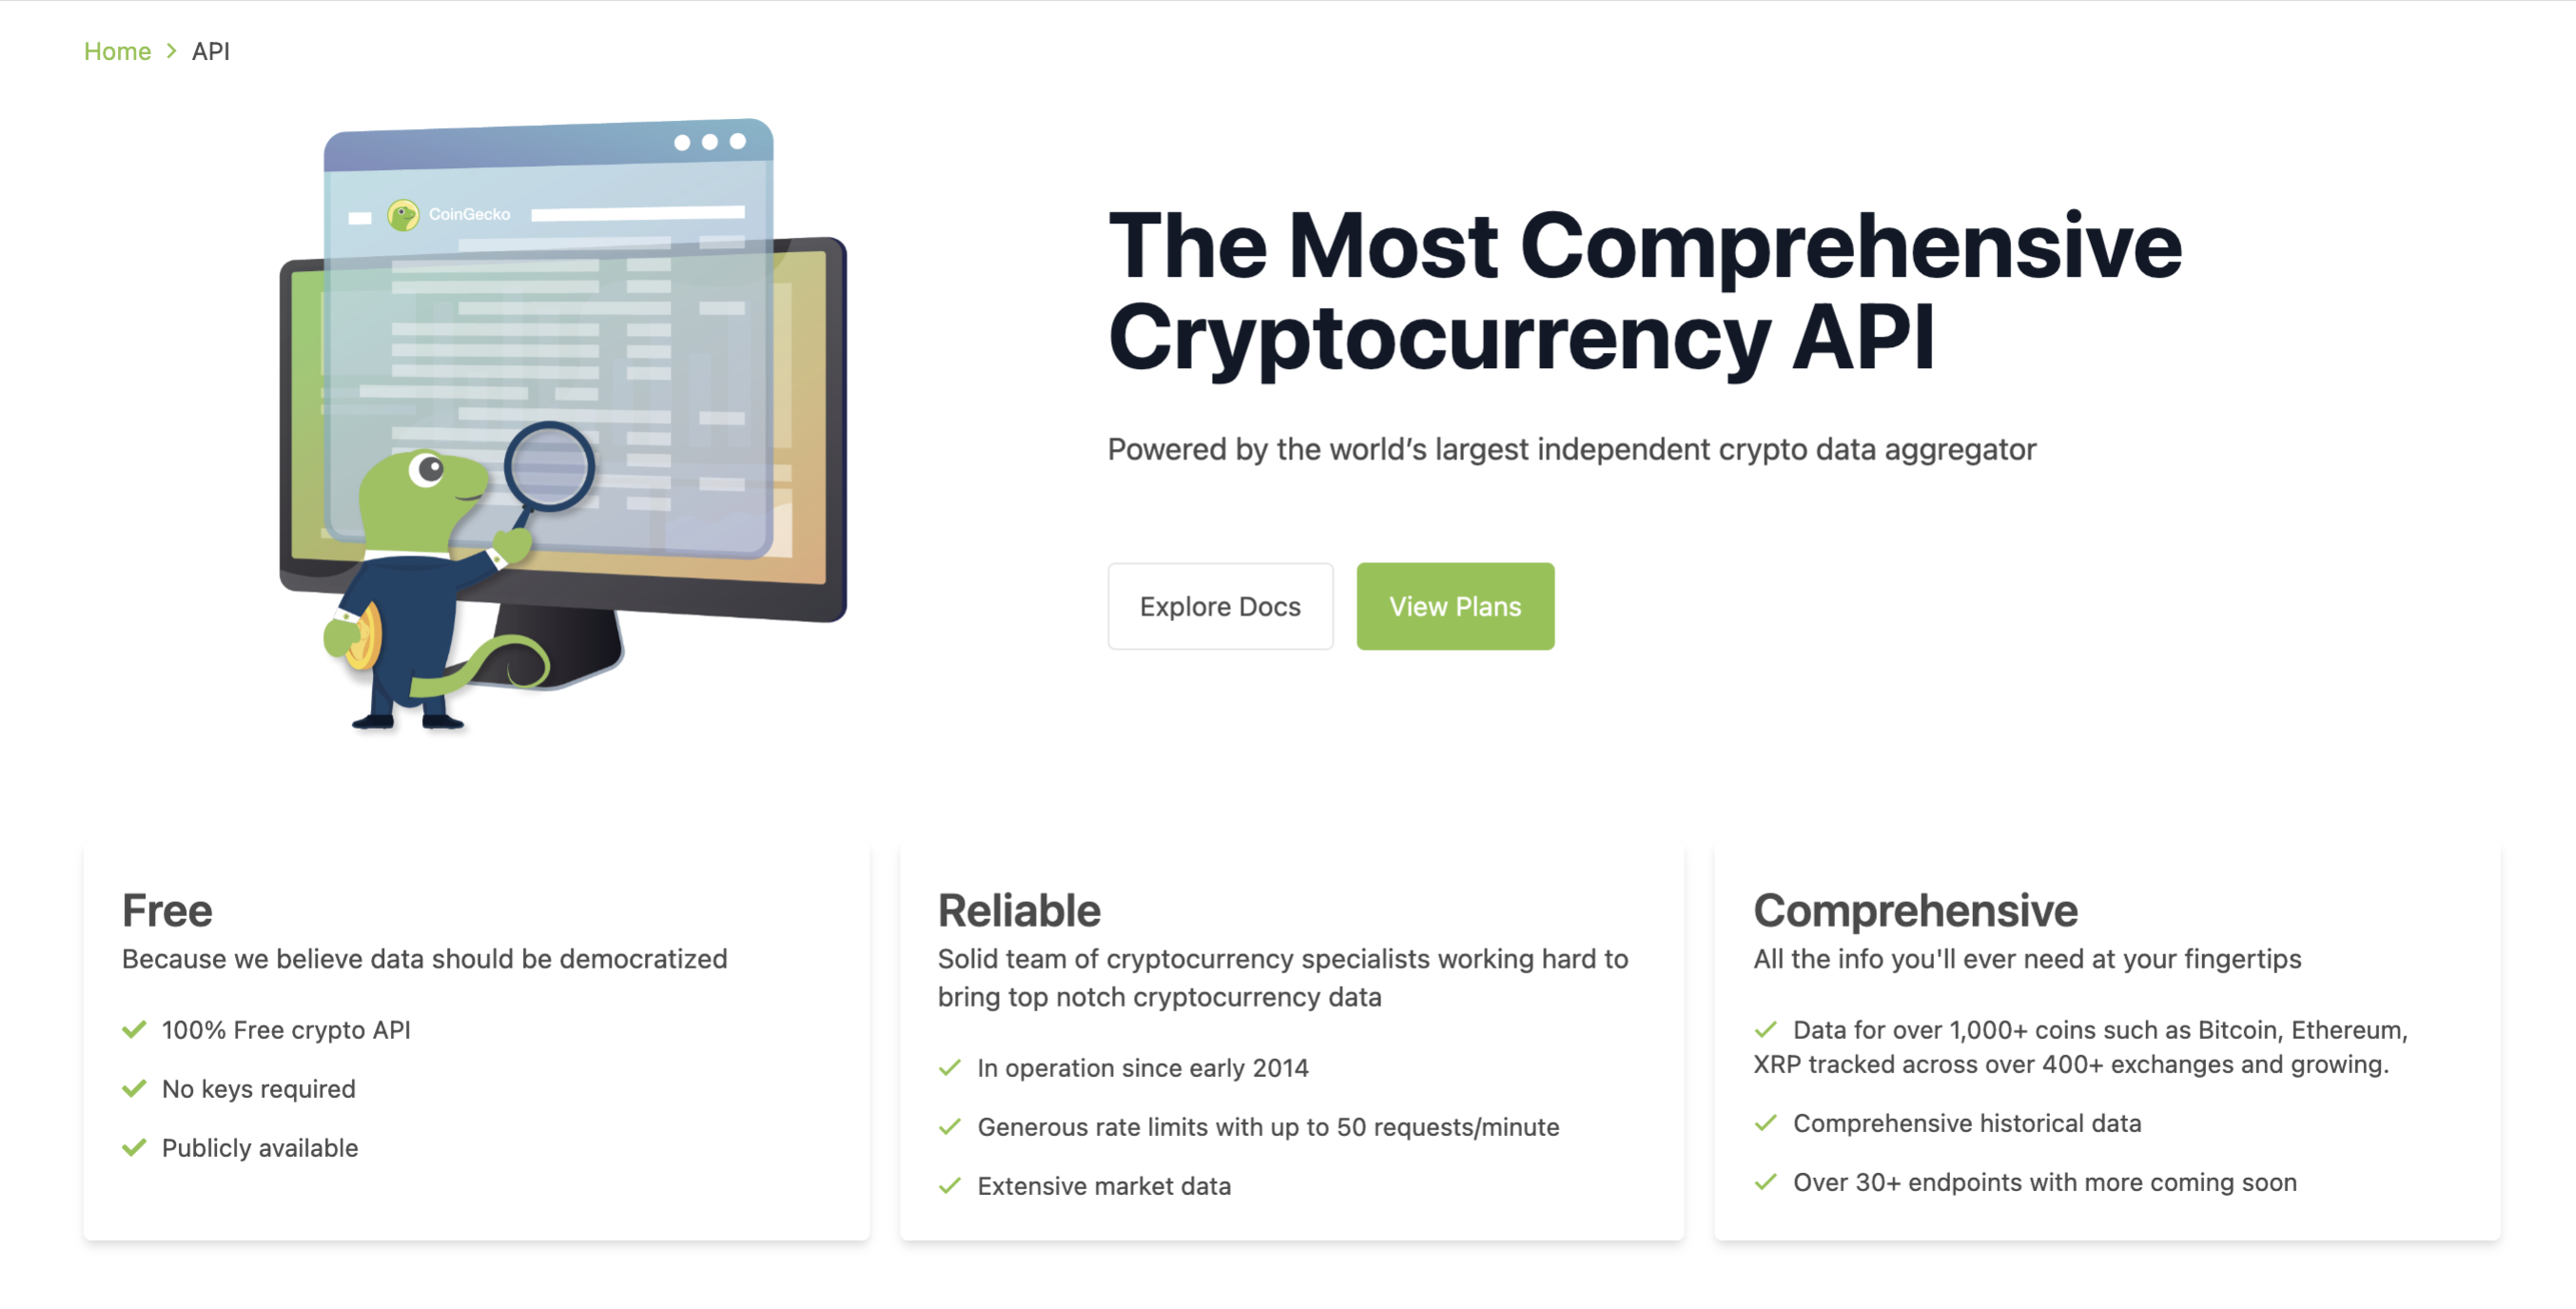 Home > API
CoinGecko
The Most Comprehensive
Cryptocurrency API
Powered by the world’s largest independent crypto data aggregator
Explore Docs
View Plans
Free
Because we believe data should be democratized
100% Free crypto API
No keys required
Publicly available
Reliable
Solid team of cryptocurrency specialists working hard to
bring top notch cryptocurrency data
In operation since early 2014
Generous rate limits with up to 50 requests/minute
Extensive market data
Comprehensive
All the info you'll ever need at your fingertips
Data for over 1,000+ coins such as Bitcoin, Ethereum,
XRP tracked across over 400+ exchanges and growing.
Comprehensive historical data
Over 30+ endpoints with more coming soon